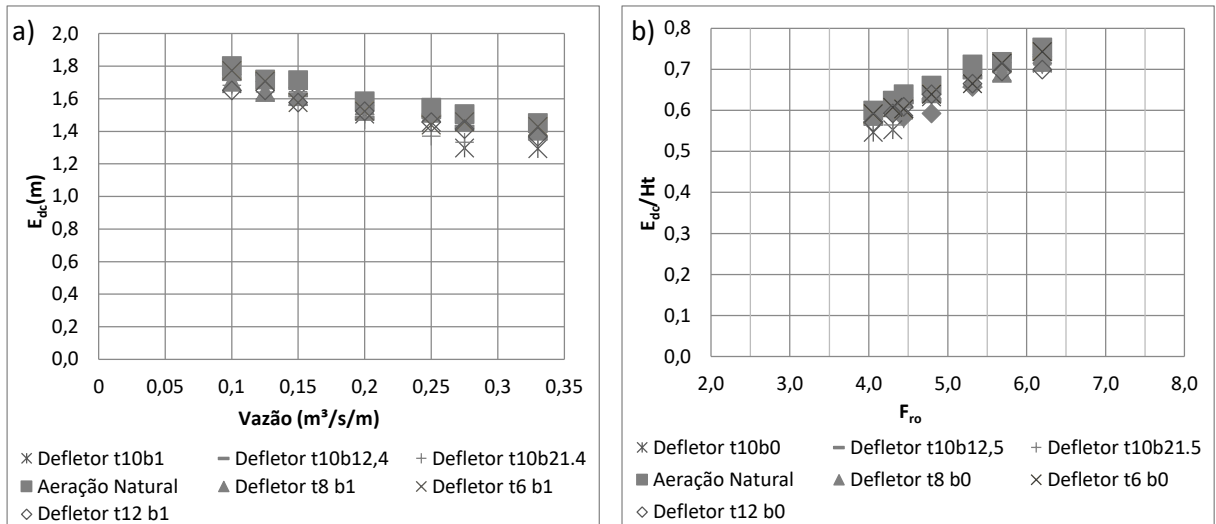 a)
2,0
1,8
1,6
1,4
1,2
1,0
0,8
0,6
0,4
0,2
0,0
E_dc(m)
0 0,05 0,1 0,15 0,2 0,25 0,3 0,35
Vazão (m³/s/m)
Defletor t10b1 Defletor t10b12,4 Defletor t10b21.4
Aeração Natural Defletor t8 b1 Defletor t6 b1
Defletor t12 b1
b)
0,8
0,7
0,6
0,5
0,4
0,3
0,2
0,1
0,0
E_dc/Ht
2,0 3,0 4,0 5,0 6,0 7,0 8,0
F_ro
Defletor t10b0 Defletor t10b12,5 Defletor t10b21.5
Aeração Natural Defletor t8 b0 Defletor t6 b0
Defletor t12 b0